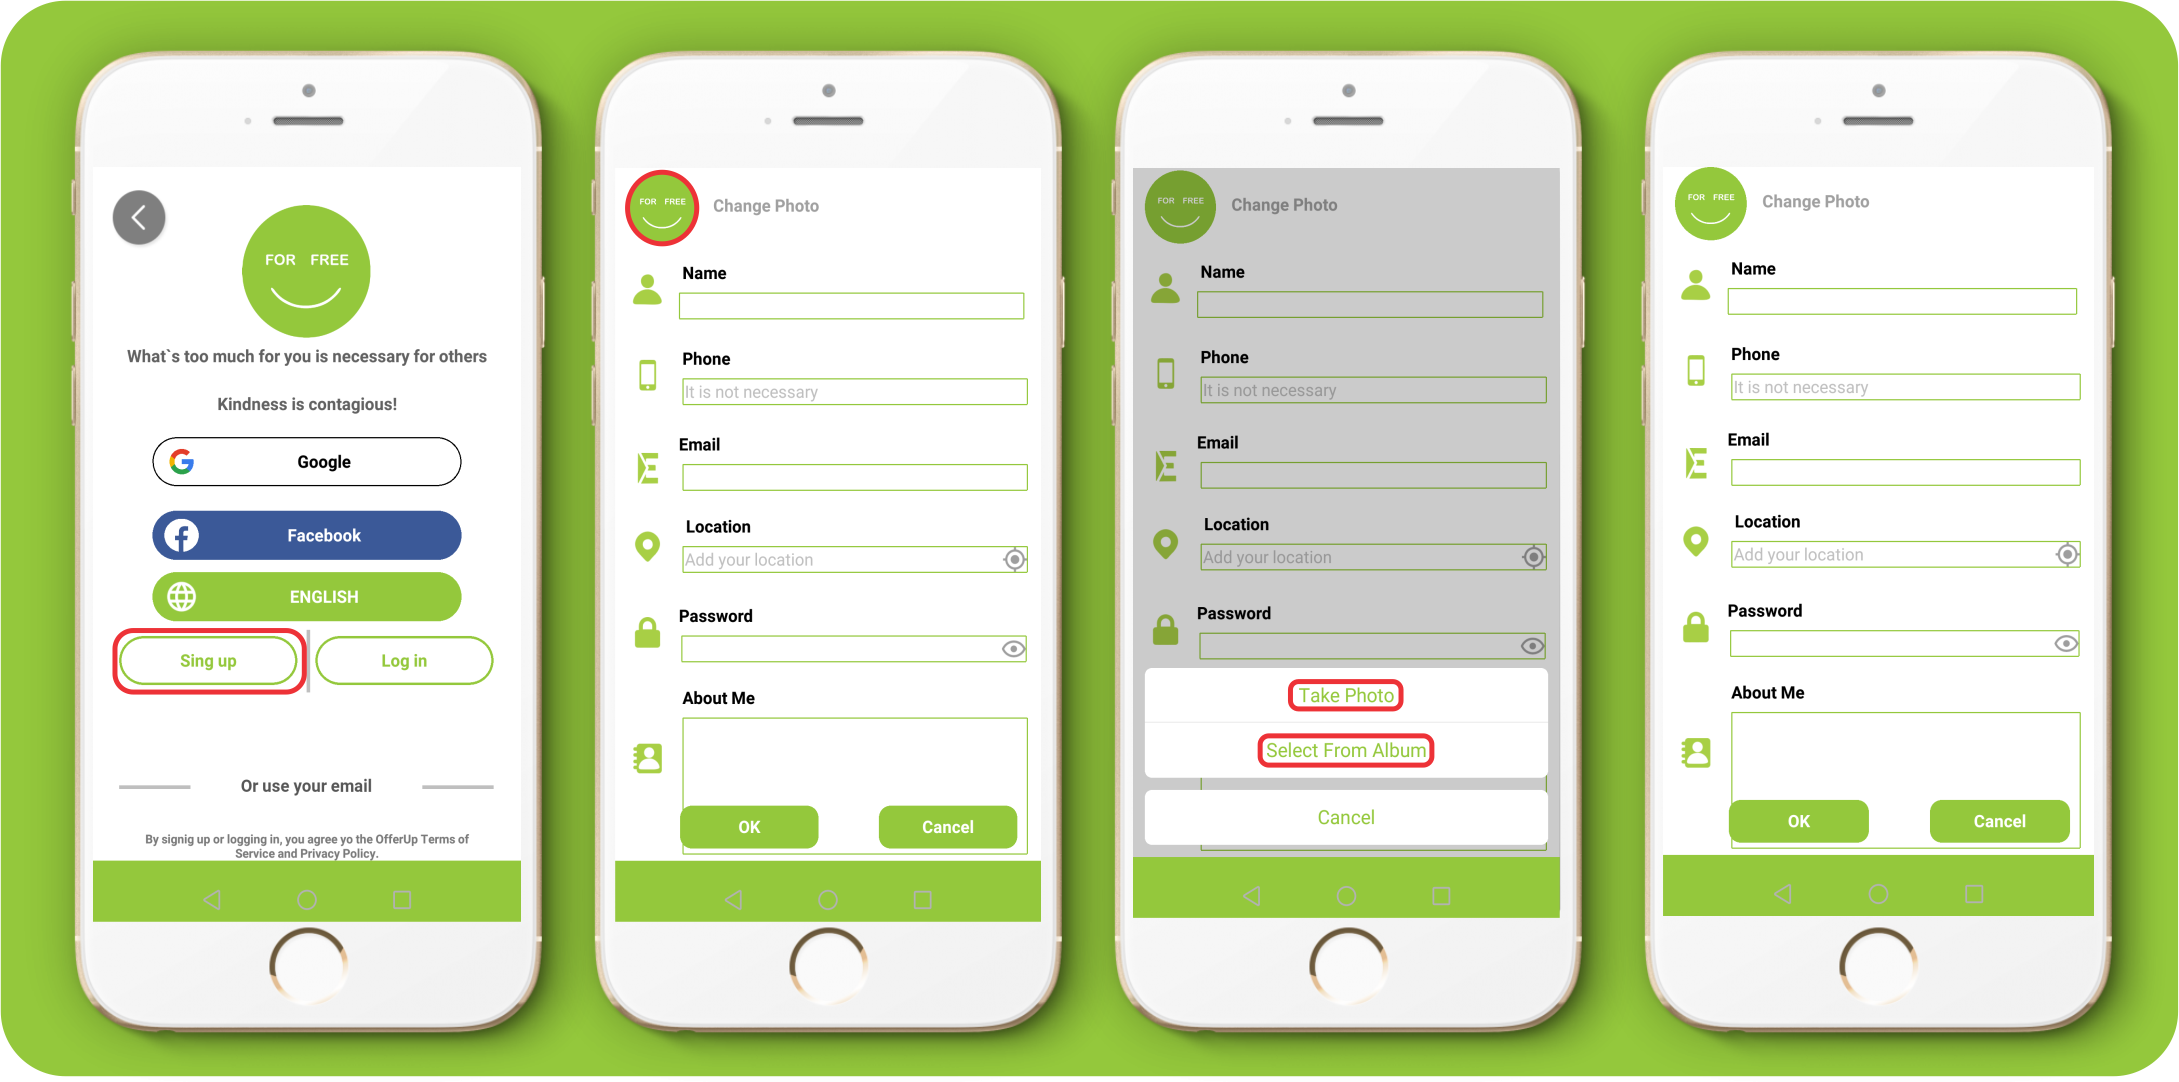 FOR FREE
What`s too much for you is necessary for others
Kindness is contagious!
Google
Facebook
ENGLISH
Sing up
Log in
Or use your email
By signig up or logging in, you agree yo the OfferUp Terms of
Service and Privacy Policy.
FOR FREE
Change Photo
Name
Phone
It is not necessary
Email
Location
Add your location
Password
About Me
OK
Cancel
FOR FREE
Change Photo
Name
Phone
It is not necessary
Email
Location
Add your location
Password
Take Photo
Select From Album
Cancel
FOR FREE
Change Photo
Name
Phone
It is not necessary
Email
Location
Add your location
Password
About Me
OK
Cancel